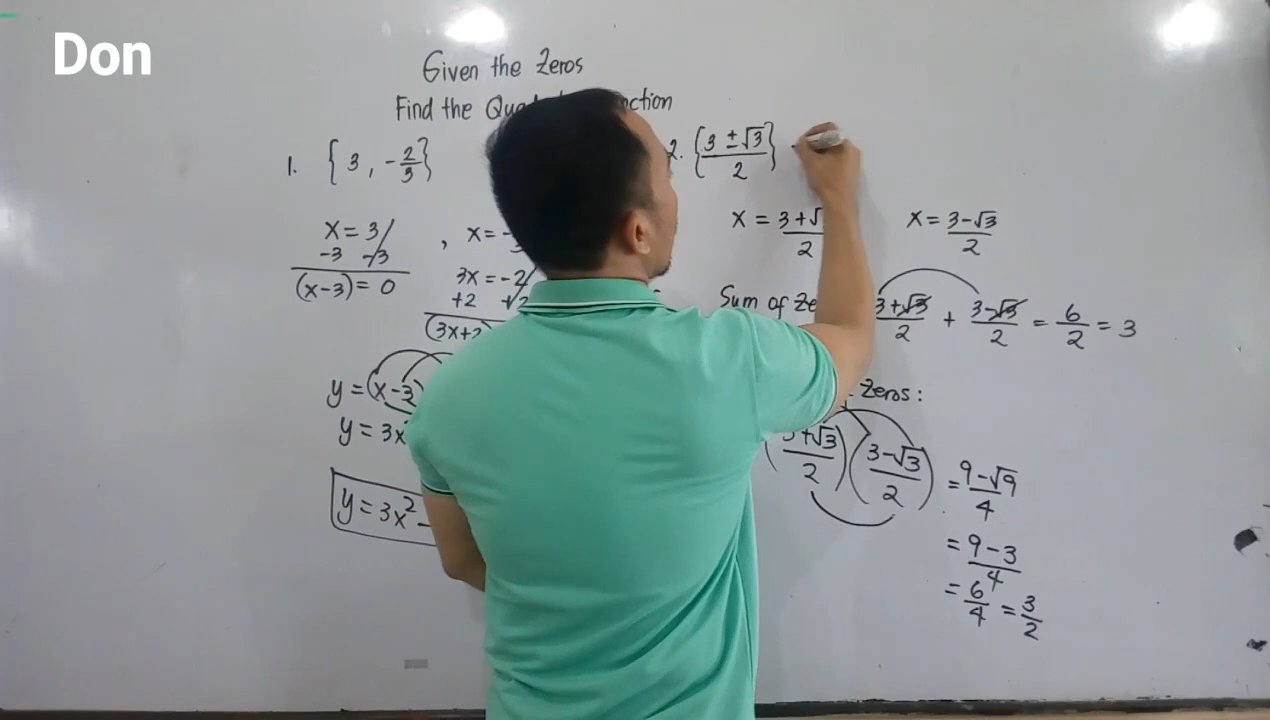 Don
Given the Zeros
Find the
1. {3, -2/3}
x = 3
-3 -3
(x-3) = 0
, x = -
3x = -2
+2 +2
(3x+2)
y = (x-3)
y = 3x
y = 3x² -
2. {(3 ± √3)/2}
x = (3+√)/2
x = (3-√3)/2
Sum of
(3+√3)/2 + (3-√3)/2 = 6/2 = 3
Zeros:
((3+√3)/2)((3-√3)/2) = (9-√9)/4
= (9-3)/4
= 6/4 = 3/2